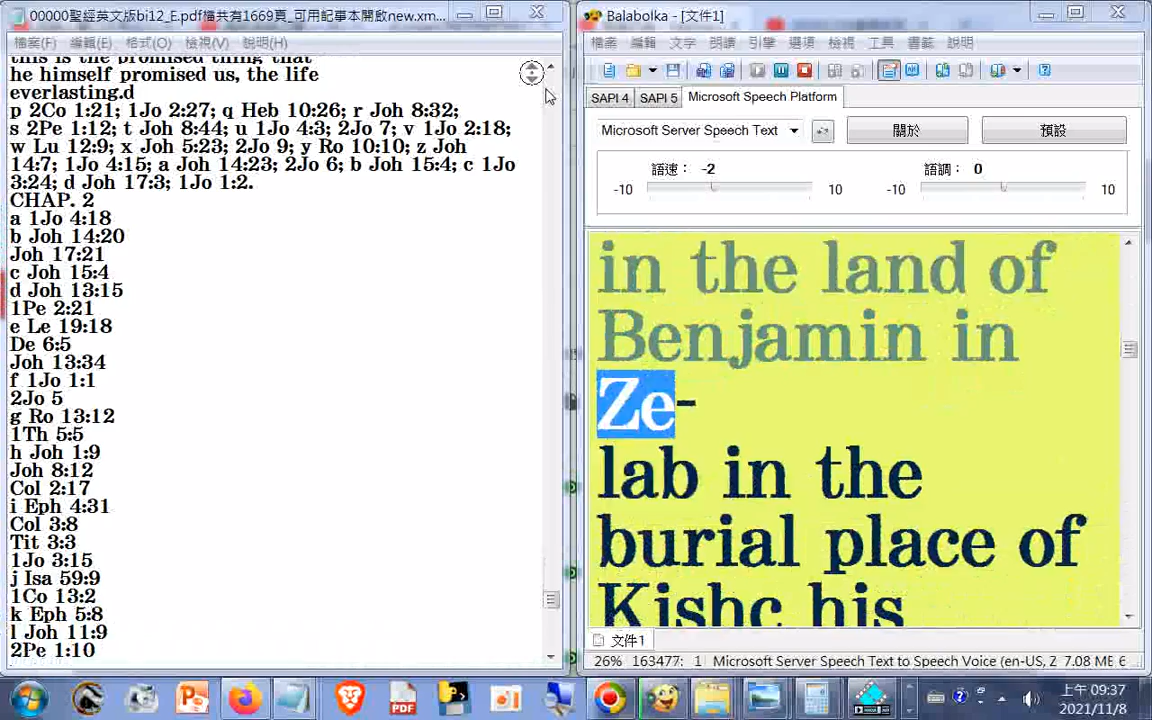 00000聖經英文版bi12_E.pdf檔共有1669頁_可用記事本開啟new.xm...
檔案(F) 編輯(E) 格式(O) 檢視(V) 說明(H)
this is the promised thing that
he himself promised us, the life
everlasting.d
p 2Co 1:21; 1Jo 2:27; q Heb 10:26; r Joh 8:32;
s 2Pe 1:12; t Joh 8:44; u 1Jo 4:3; 2Jo 7; v 1Jo 2:18;
w Lu 12:9; x Joh 5:23; 2Jo 9; y Ro 10:10; z Joh
14:7; 1Jo 4:15; a Joh 14:23; 2Jo 6; b Joh 15:4; c 1Jo
3:24; d Joh 17:3; 1Jo 1:2.
CHAP. 2
a 1Jo 4:18
b Joh 14:20
Joh 17:21
c Joh 15:4
d Joh 13:15
1Pe 2:21
e Le 19:18
De 6:5
Joh 13:34
f 1Jo 1:1
2Jo 5
g Ro 13:12
1Th 5:5
h Joh 1:9
Joh 8:12
Col 2:17
i Eph 4:31
Col 3:8
Tit 3:3
1Jo 3:15
j Isa 59:9
1Co 13:2
k Eph 5:8
l Joh 11:9
2Pe 1:10
Balabolka - [文件1]
檔案 編輯 文字 朗讀 引擎 選項 檢視 工具 書籤 說明
SAPI 4 SAPI 5 Microsoft Speech Platform
Microsoft Server Speech Text 關於 預設
語速： -2 語調： 0
-10 10 -10 10
in the land of
Benjamin in
Ze-
lab in the
burial place of
Kishc his
文件1
26% 163477: 1 Microsoft Server Speech Text to Speech Voice (en-US, Z 7.08 MB 6
PDF
上午 09:37
2021/11/8